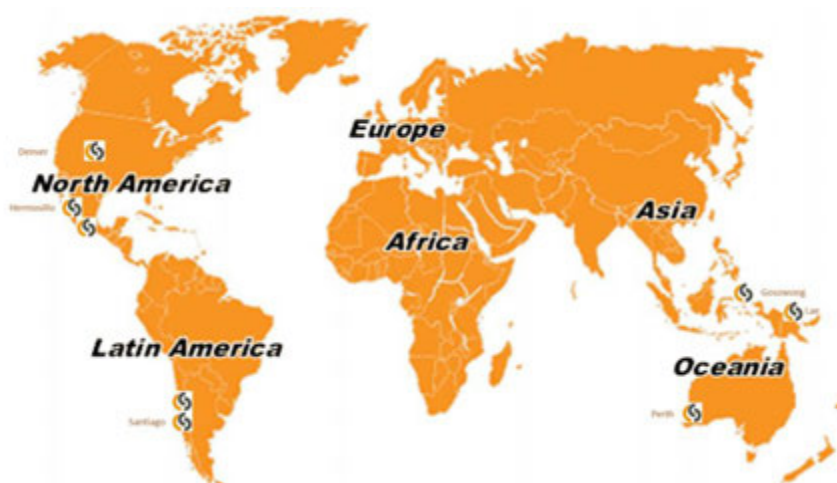 Europe
Denver
North America
Hermosillo
Asia
Africa
Gosowong
Lae
Latin America
Oceania
Santiago
Perth